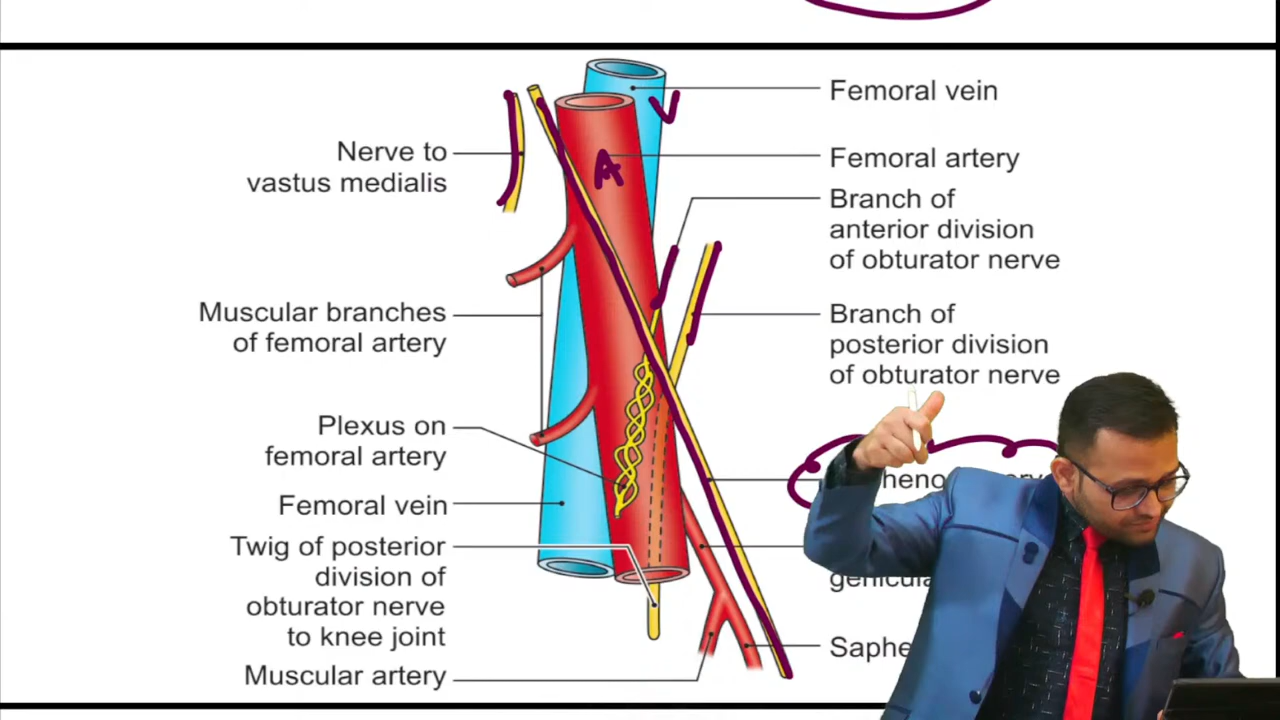 Femoral vein
Femoral artery
Nerve to
vastus medialis
Branch of
anterior division
of obturator nerve
Muscular branches
of femoral artery
Branch of
posterior division
of obturator nerve
Plexus on
femoral artery
Femoral vein
Twig of posterior
division of
obturator nerve
to knee joint
Muscular artery
V
A